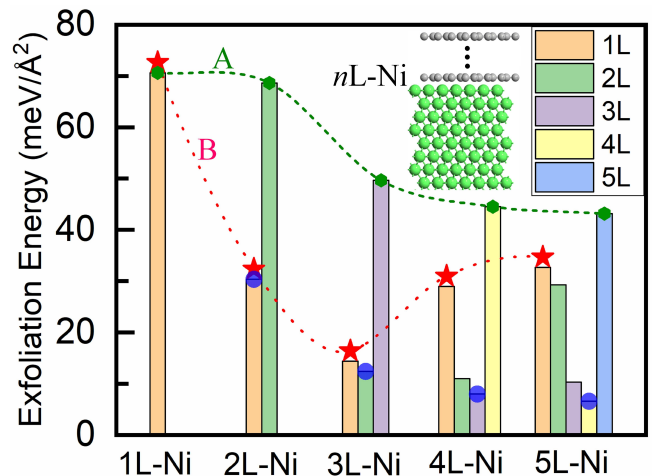 80
60
40
20
0
Exfoliation Energy (meV/Å²)
A
B
nL-Ni
1L
2L
3L
4L
5L
1L-Ni 2L-Ni 3L-Ni 4L-Ni 5L-Ni